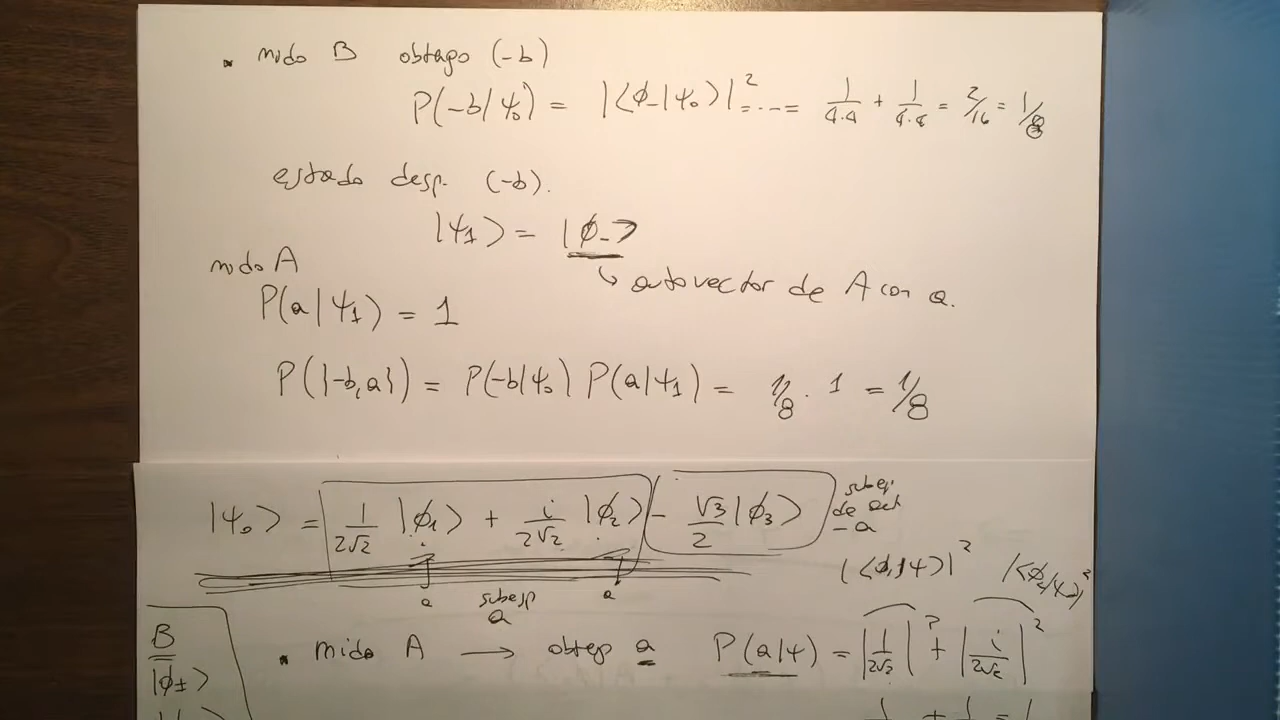 . mido B obtengo (-b)
P(-b|ψ₀) = |⟨ϕ₋|ψ₀⟩|² = ... = 1/4.4 + 1/4.4 = 2/16 = 1/8
estado desp. (-b).
|ψ₁⟩ = |ϕ₋⟩
↳ autovector de A con a.
mido A
P(a|ψ₁) = 1
P({-b,a}) = P(-b|ψ₀) P(a|ψ₁) = 1/8 . 1 = 1/8
|ψ₀⟩ = 1/2√2 |ϕ₁⟩ + i/2√2 |ϕ₂⟩ - √3/2 |ϕ₃⟩
subesp
-a
a subesp a
a
|⟨ϕ₁|ψ⟩|² |⟨ϕ₂|ψ⟩|²
. mido A → obtengo a P(a|ψ) = |1/2√2|² + |i/2√2|²
B
|ϕ±⟩